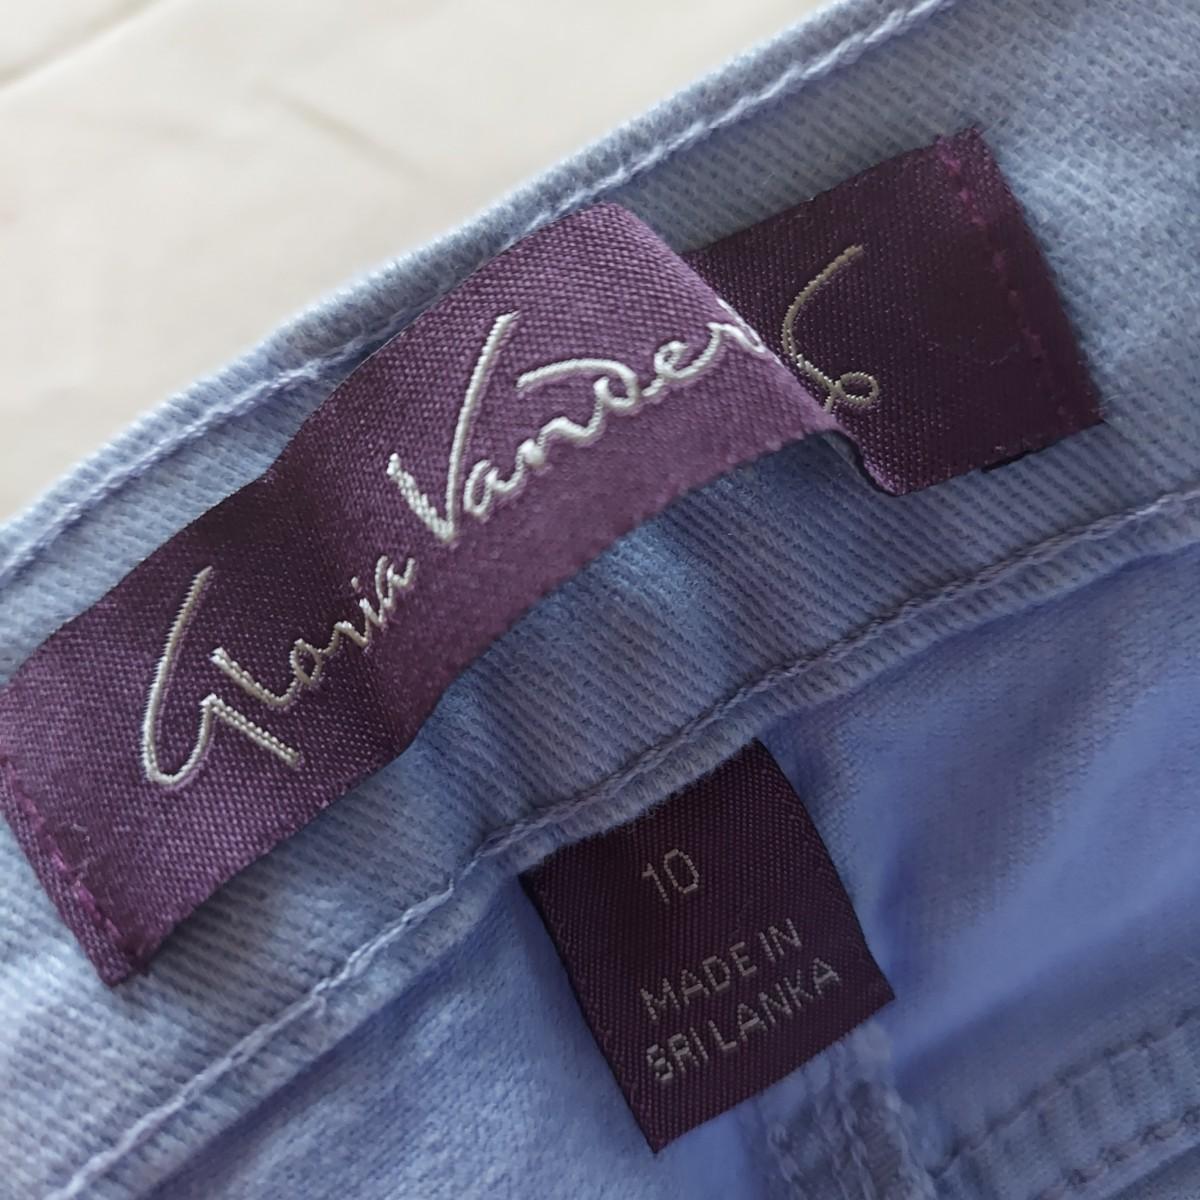 Gloria Vander
10
MADE IN
SRI LANKA